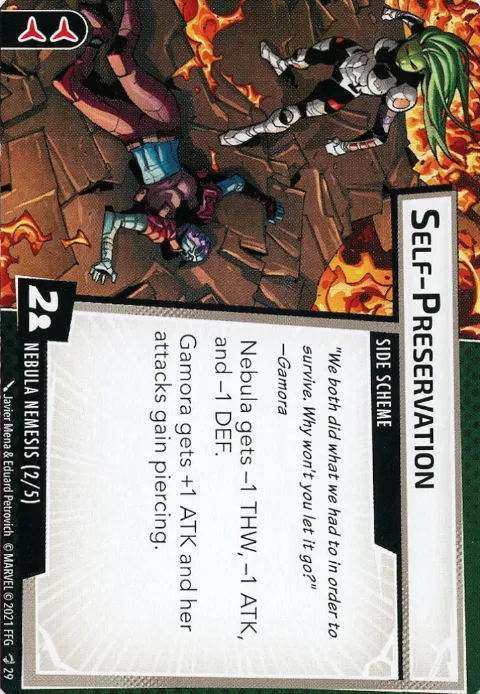 SELF-PRESERVATION
SIDE SCHEME
"We both did what we had to in order to
survive. Why won't you let it go?"
—Gamora
Nebula gets –1 THW, –1 ATK,
and –1 DEF.
Gamora gets +1 ATK and her
attacks gain piercing.
2
NEBULA NEMESIS (2/5)
Javier Mena & Eduard Petrovich © MARVEL © 2021 FFG 29